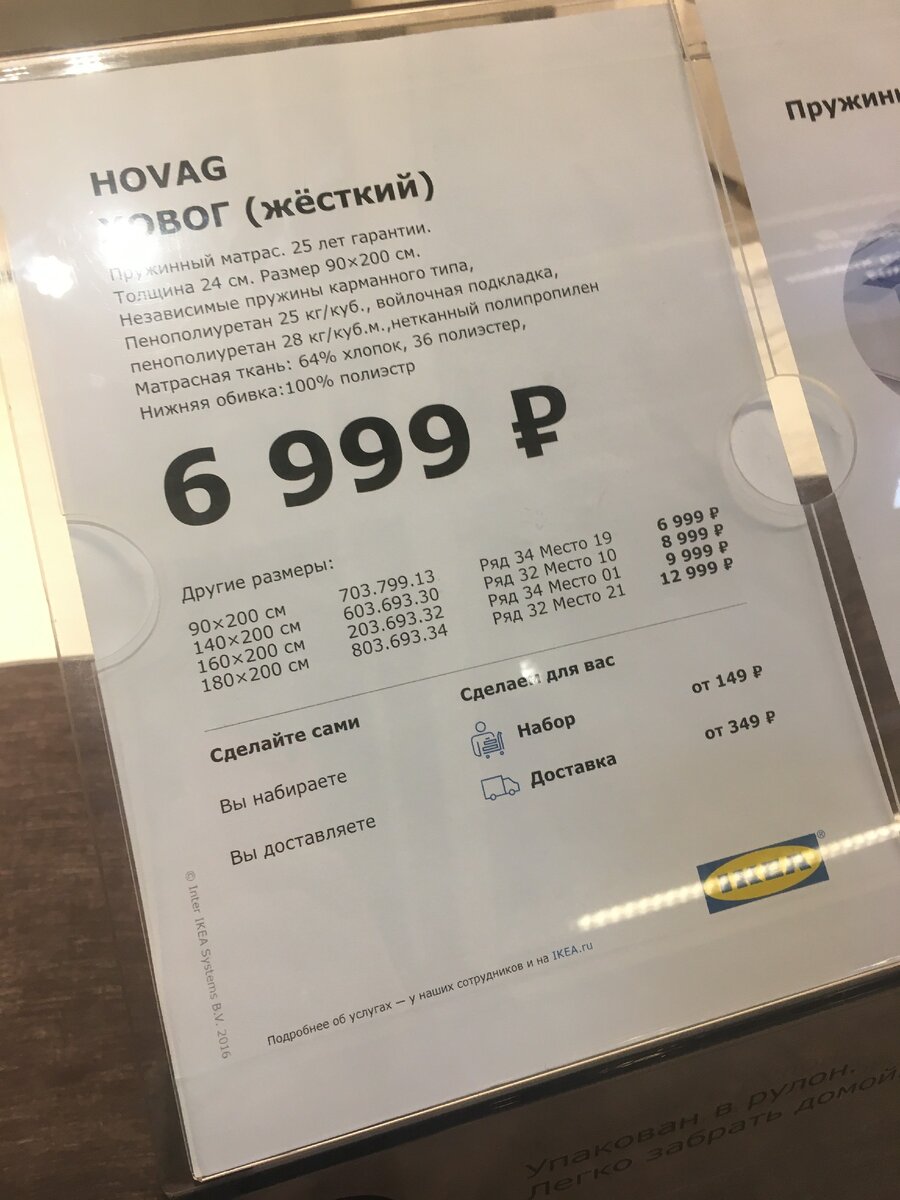 HOVAG
ХОВОГ (жёсткий)
Пружинный матрас. 25 лет гарантии.
Толщина 24 см. Размер 90×200 см.
Независимые пружины карманного типа,
Пенополиуретан 25 кг/куб., войлочная подкладка,
пенополиуретан 28 кг/куб.м.,нетканный полипропилен
Матрасная ткань: 64% хлопок, 36 полиэстер,
Нижняя обивка:100% полиэстр
6 999 ₽
Другие размеры:
90×200 см 703.799.13 Ряд 34 Место 19 6 999 ₽
140×200 см 603.693.30 Ряд 32 Место 10 8 999 ₽
160×200 см 203.693.32 Ряд 34 Место 01 9 999 ₽
180×200 см 803.693.34 Ряд 32 Место 21 12 999 ₽
Сделайте сами
Вы набираете
Вы доставляете
Сделаем для вас
Набор от 149 ₽
Доставка от 349 ₽
IKEA®
© Inter IKEA Systems B.V. 2016
Подробнее об услугах — у наших сотрудников и на IKEA.ru
Упакован в рулон.
Легко забрать домой